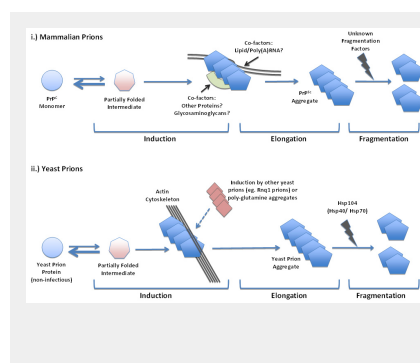 i.) Mammalian Prions
Co-factors:
Lipid/Poly(A)RNA?
Unknown
Fragmentation
Factors
PrPC
Monomer
Partially Folded
Intermediate
Co-factors:
Other Proteins?
Glycosaminoglycans?
PrPSc
Aggregate
Induction
Elongation
Fragmentation
ii.) Yeast Prions
Actin
Cytoskeleton
Induction by other yeast
prions (eg. Rnq1 prions) or
poly-glutamine aggregates
Hsp104
(Hsp40/ Hsp70)
Yeast Prion
Protein
(non-infectious)
Partially Folded
Intermediate
Yeast Prion
Aggregate
Induction
Elongation
Fragmentation